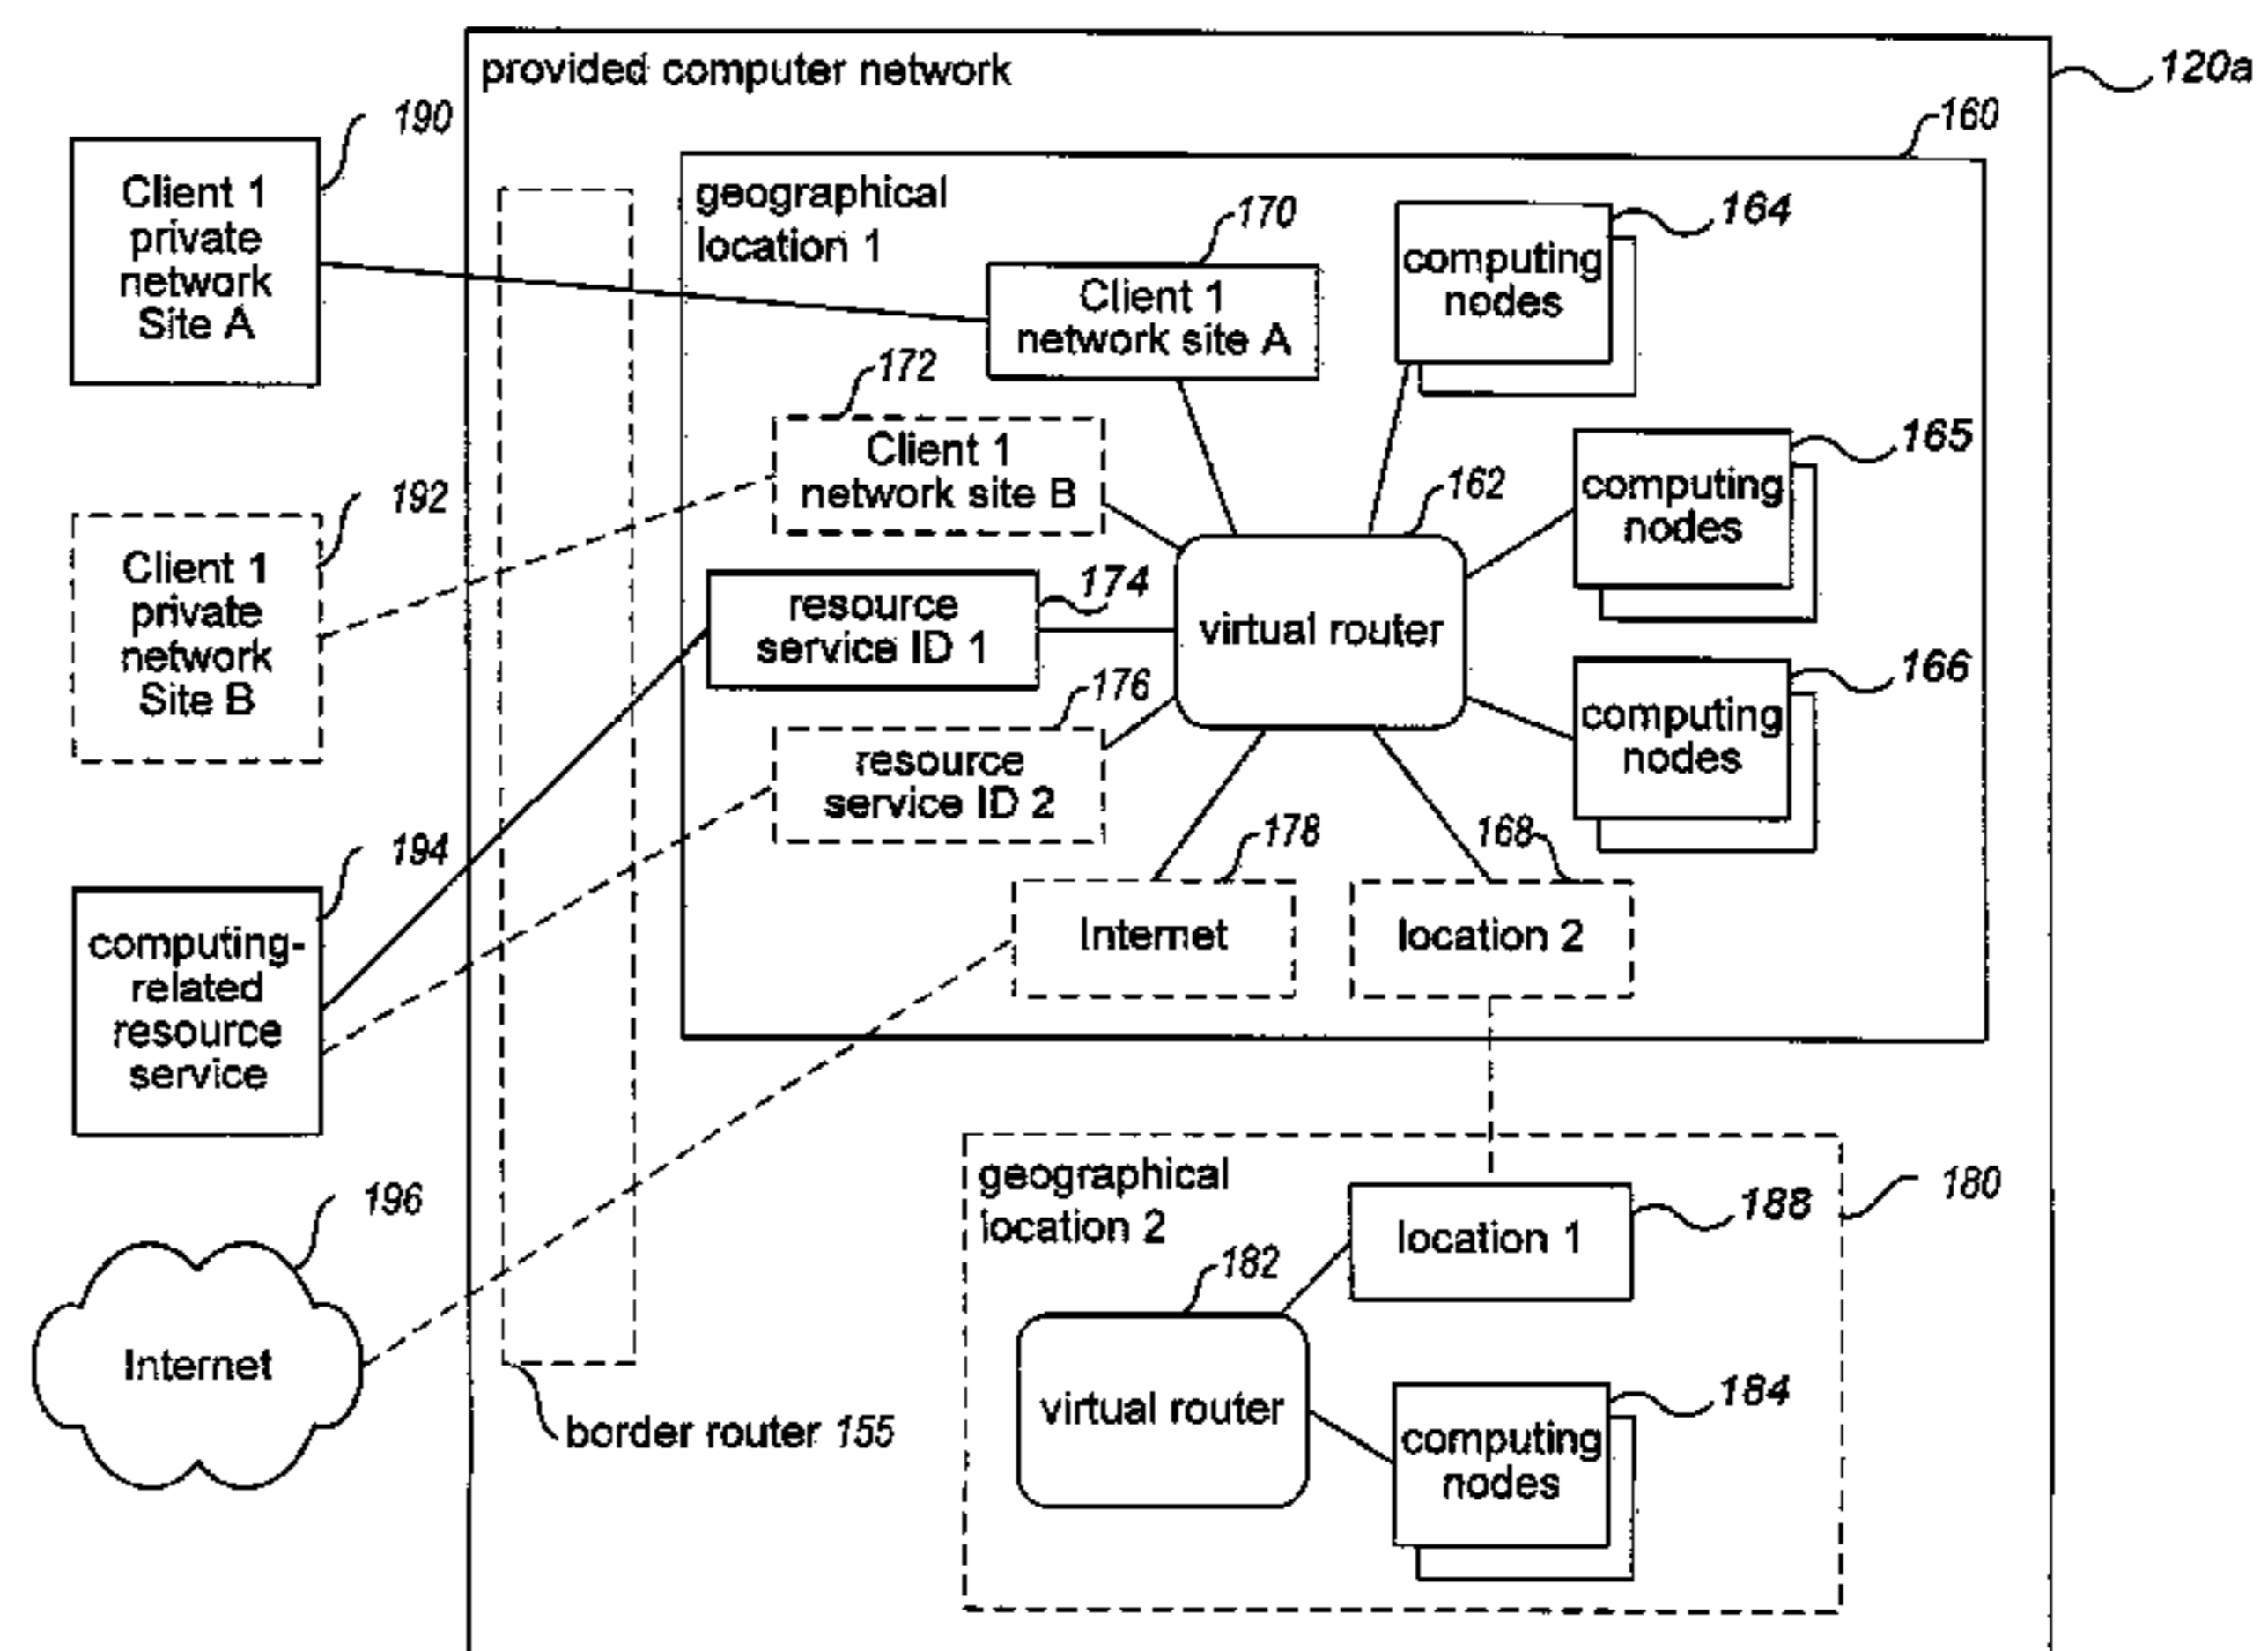 provided computer network
120a
160
190
Client 1
private
network
Site A
geographical
location 1
170
Client 1
network site A
164
computing
nodes
172
Client 1
network site B
165
computing
nodes
192
Client 1
private
network
Site B
162
virtual router
174
resource
service ID 1
166
computing
nodes
176
resource
service ID 2
194
computing-
related
resource
service
178
Internet
168
location 2
196
Internet
border router 155
geographical
location 2
180
188
location 1
182
virtual router
184
computing
nodes